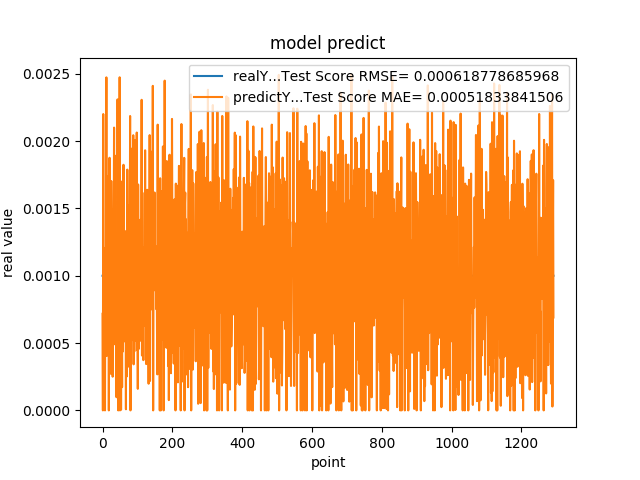 model predict
realY...Test Score RMSE= 0.000618778685968
predictY...Test Score MAE= 0.00051833841506
0.0025
0.0020
0.0015
0.0010
0.0005
0.0000
real value
0 200 400 600 800 1000 1200
point